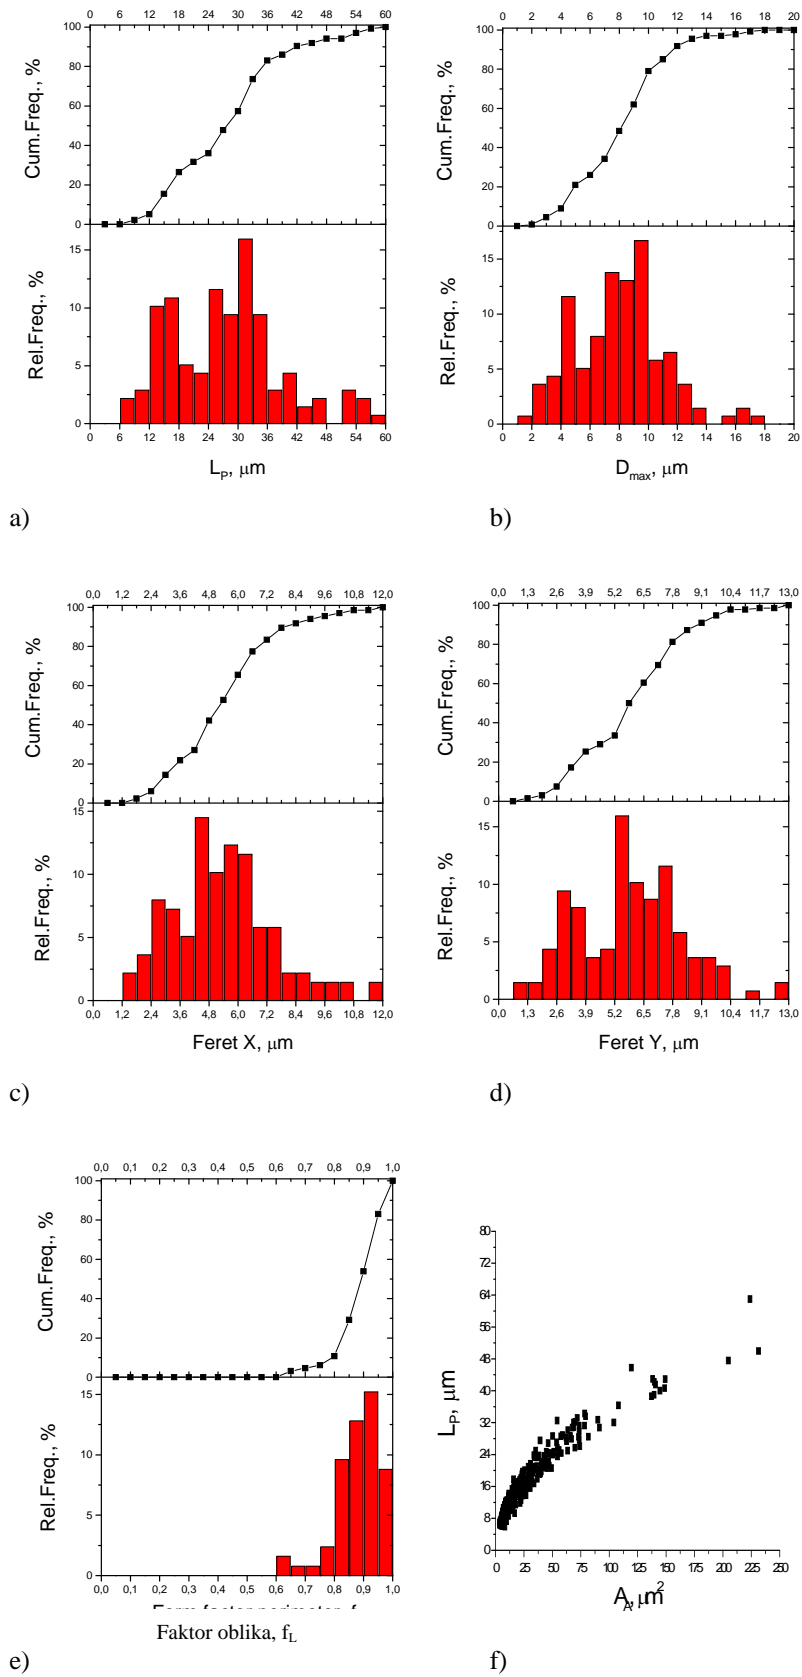 0 6 12 18 24 30 36 42 48 54 60
100
80
60
40
20
0
Cum.Freq., %
15
10
5
0
Rel.Freq., %
0 6 12 18 24 30 36 42 48 54 60
L_P, μm
a)
0 2 4 6 8 10 12 14 16 18 20
100
80
60
40
20
0
Cum.Freq., %
15
10
5
0
Rel.Freq., %
0 2 4 6 8 10 12 14 16 18 20
D_max, μm
b)
0,0 1,2 2,4 3,6 4,8 6,0 7,2 8,4 9,6 10,8 12,0
100
80
60
40
20
0
Cum.Freq., %
15
10
5
0
Rel.Freq., %
0,0 1,2 2,4 3,6 4,8 6,0 7,2 8,4 9,6 10,8 12,0
Feret X, μm
c)
0,0 1,3 2,6 3,9 5,2 6,5 7,8 9,1 10,4 11,7 13,0
100
80
60
40
20
0
Cum.Freq., %
15
10
5
0
Rel.Freq., %
0,0 1,3 2,6 3,9 5,2 6,5 7,8 9,1 10,4 11,7 13,0
Feret Y, μm
d)
0,0 0,1 0,2 0,3 0,4 0,5 0,6 0,7 0,8 0,9 1,0
100
80
60
40
20
0
Cum.Freq., %
15
10
5
0
Rel.Freq., %
0,0 0,1 0,2 0,3 0,4 0,5 0,6 0,7 0,8 0,9 1,0
Faktor oblika, f_L
e)
80
72
64
56
48
40
32
24
16
8
0
L_P, μm
0 25 50 75 100 125 150 175 200 225 250
A_A, μm²
f)